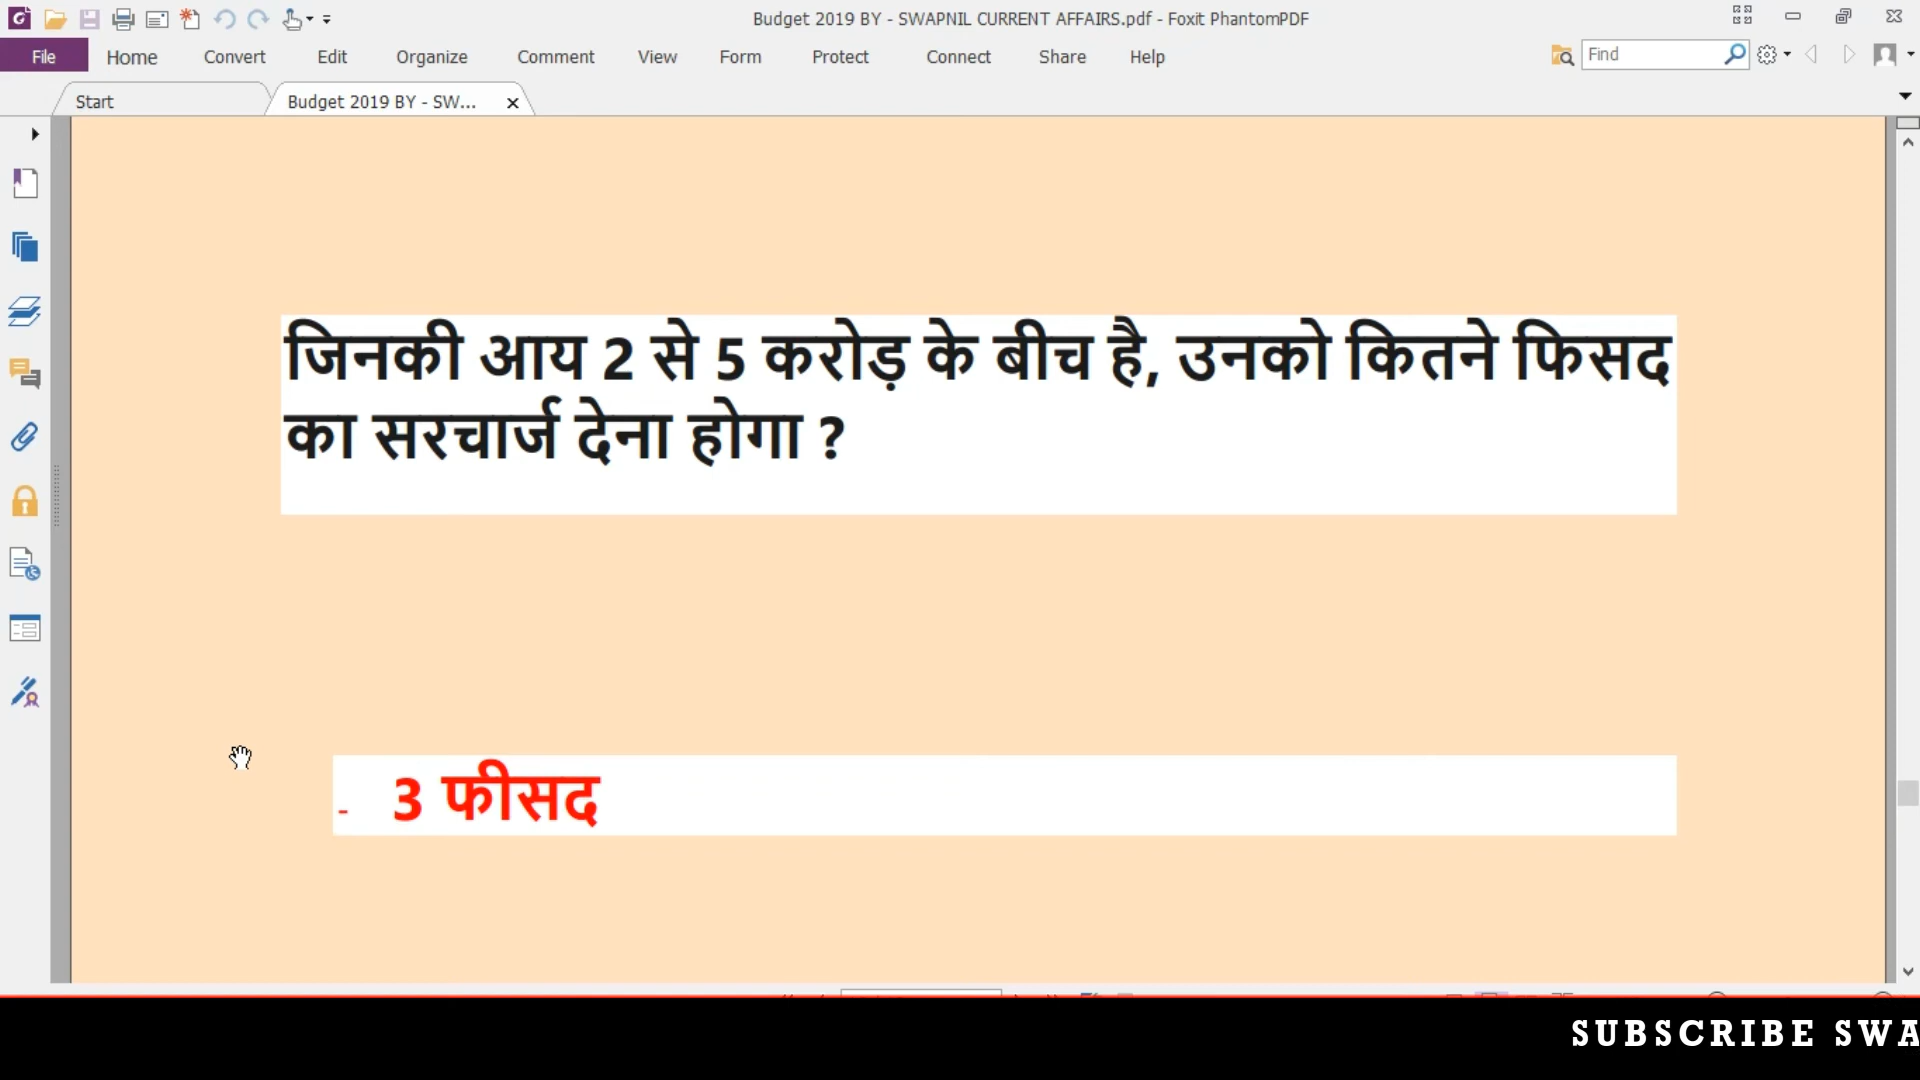 Budget 2019 BY - SWAPNIL CURRENT AFFAIRS.pdf - Foxit PhantomPDF
File Home Convert Edit Organize Comment View Form Protect Connect Share Help Find
Start Budget 2019 BY - SW...
जिनकी आय 2 से 5 करोड़ के बीच है, उनको कितने फिसद
का सरचार्ज देना होगा ?
- 3 फीसद
SUBSCRIBE SWA